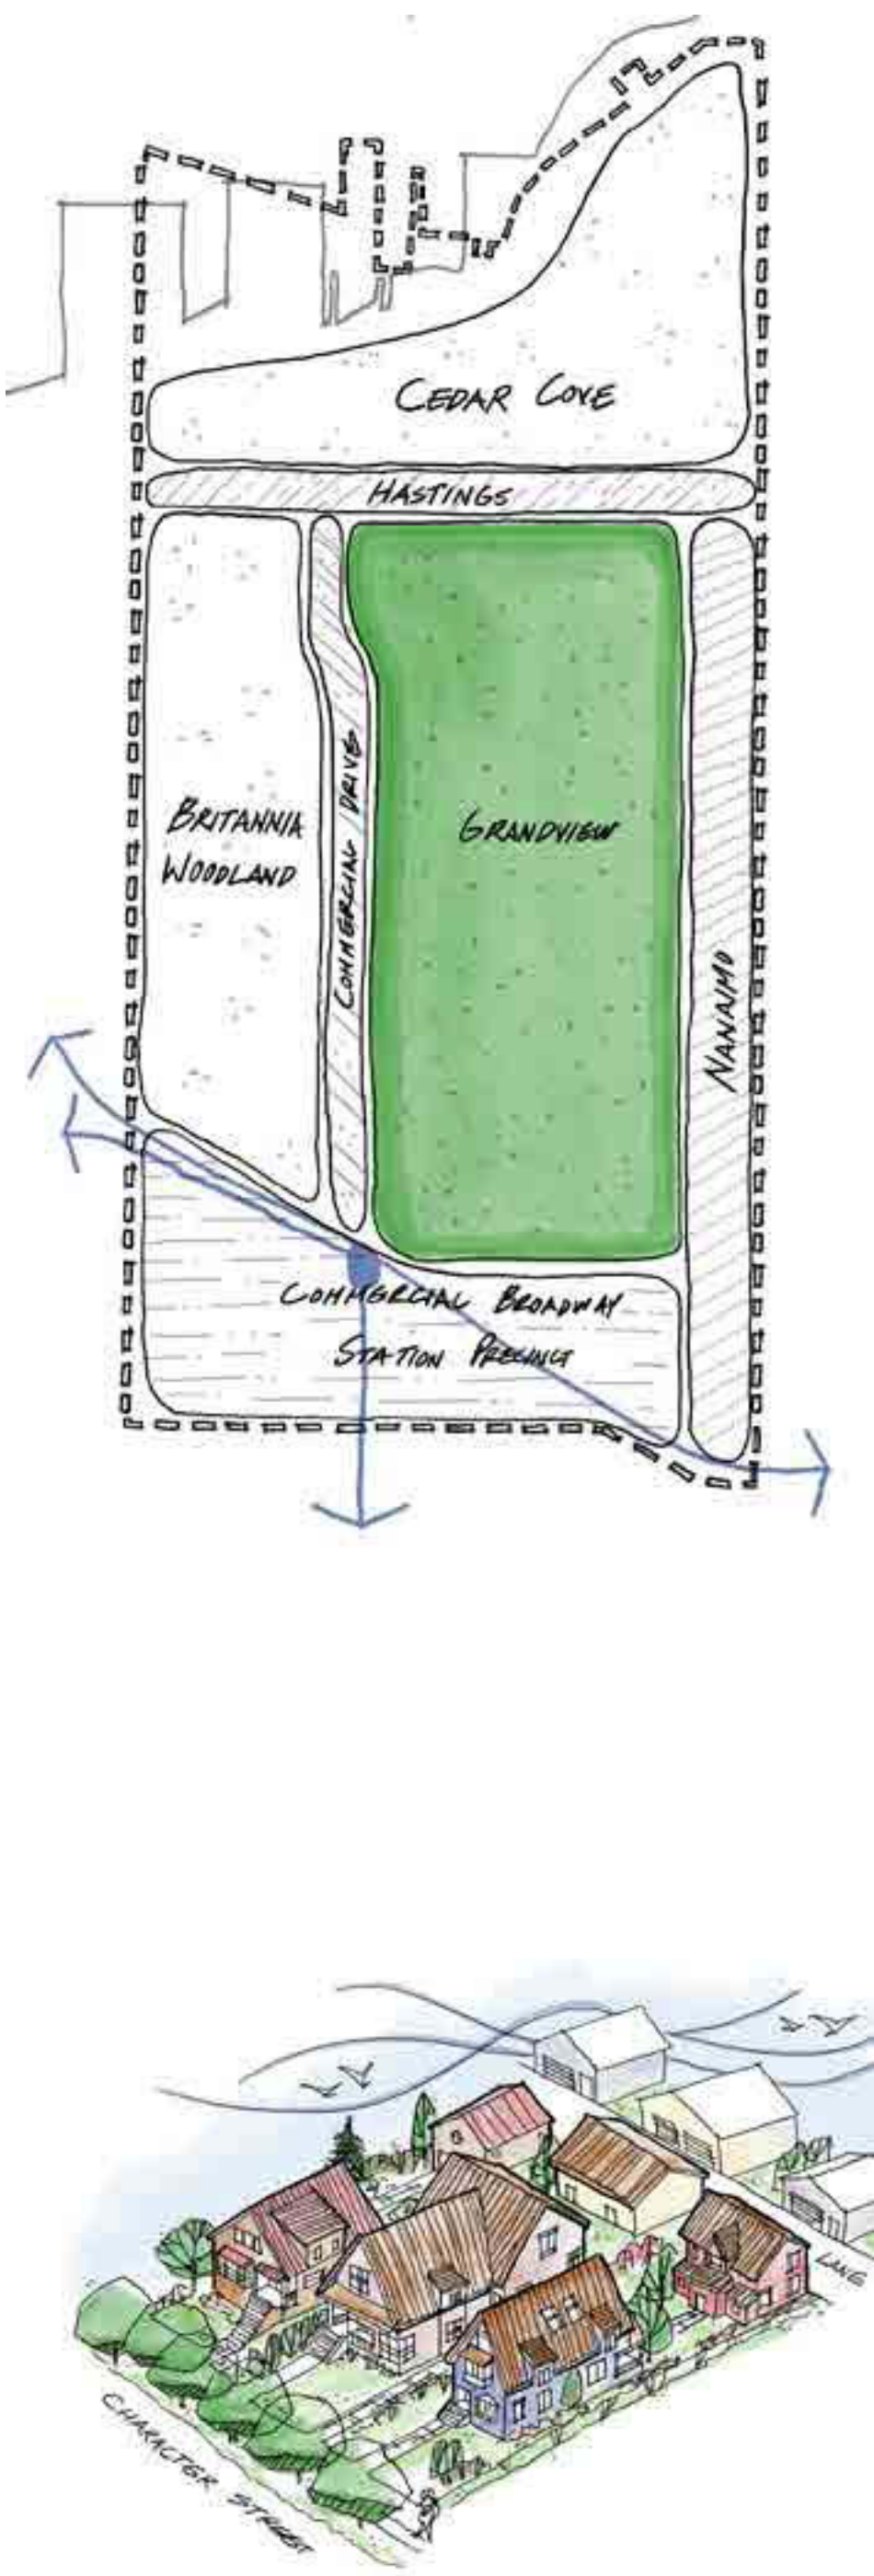 CEDAR COVE
HASTINGS
BRITANNIA
WOODLAND
COMMERCIAL DRIVE
GRANDVIEW
NANAIMO
COMMERCIAL BROADWAY
STATION PRECINCT
LANE
CHARACTER STREET